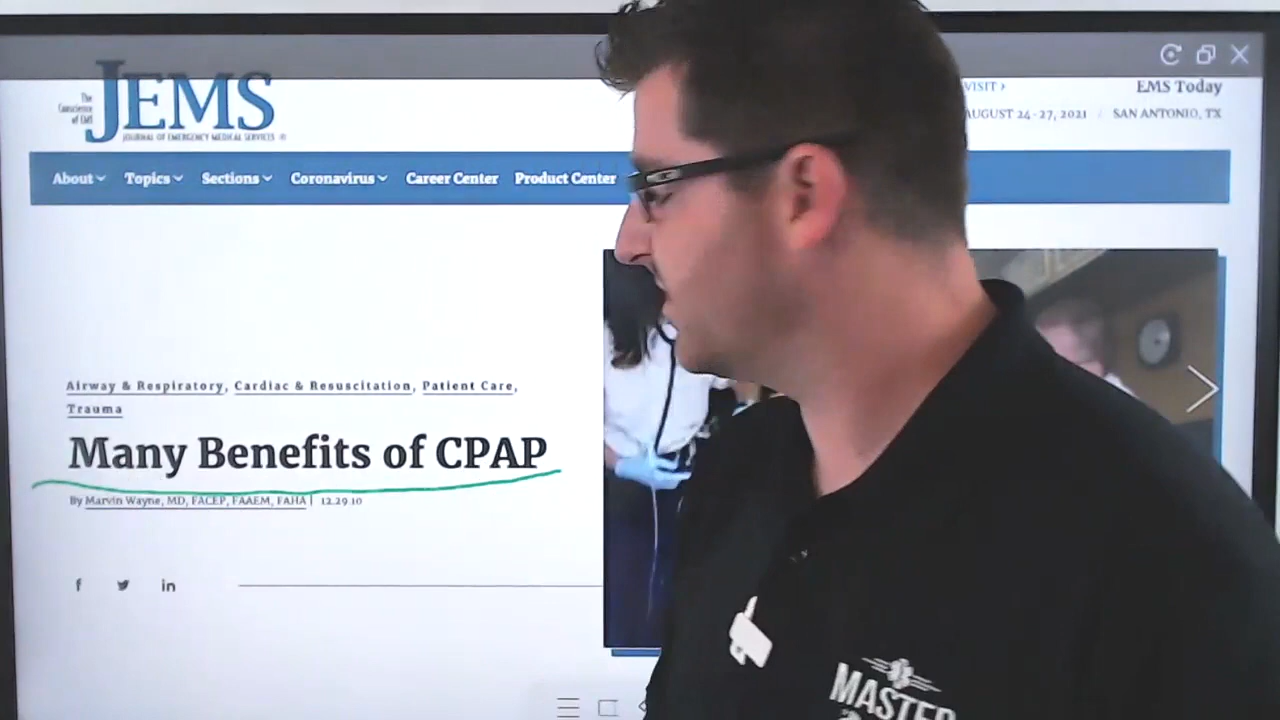 The
Conscience
of EMS
JEMS
JOURNAL OF EMERGENCY MEDICAL SERVICES ®
VISIT ›
EMS Today
AUGUST 24-27, 2021 / SAN ANTONIO, TX
About Topics Sections Coronavirus Career Center Product Center
Airway & Respiratory, Cardiac & Resuscitation, Patient Care,
Trauma
Many Benefits of CPAP
By Marvin Wayne, MD, FACEP, FAAEM, FAHA | 12.29.10
f in
MASTER